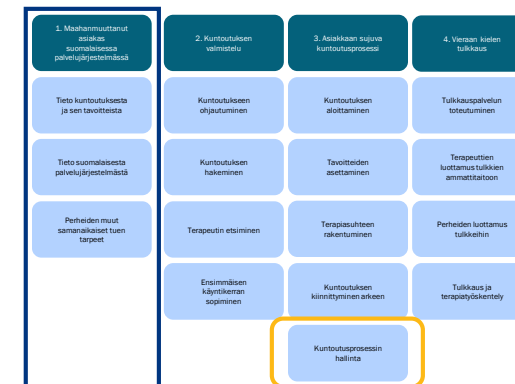 1. Maahanmuuttanut
asiakas
suomalaisessa
palvelujärjestelmässä
Tieto kuntoutuksesta
ja sen tavoitteista
Tieto suomalaisesta
palvelujärjestelmästä
Perheiden muut
samanaikaiset tuen
tarpeet
2. Kuntoutuksen
valmistelu
Kuntoutukseen
ohjautuminen
Kuntoutuksen
hakeminen
Terapeutin etsiminen
Ensimmäisen
käyntikerran
sopiminen
3. Asiakkaan sujuva
kuntoutusprosessi
Kuntoutuksen
aloittaminen
Tavoitteiden
asettaminen
Terapiasuhteen
rakentuminen
Kuntoutuksen
kiinnittyminen arkeen
Kuntoutusprosessin
hallinta
4. Vieraan kielen
tulkkaus
Tulkkauspalvelun
toteutuminen
Terapeuttien
luottamus tulkkien
ammattitaitoon
Perheiden luottamus
tulkkeihin
Tulkkaus ja
terapiatyöskentely